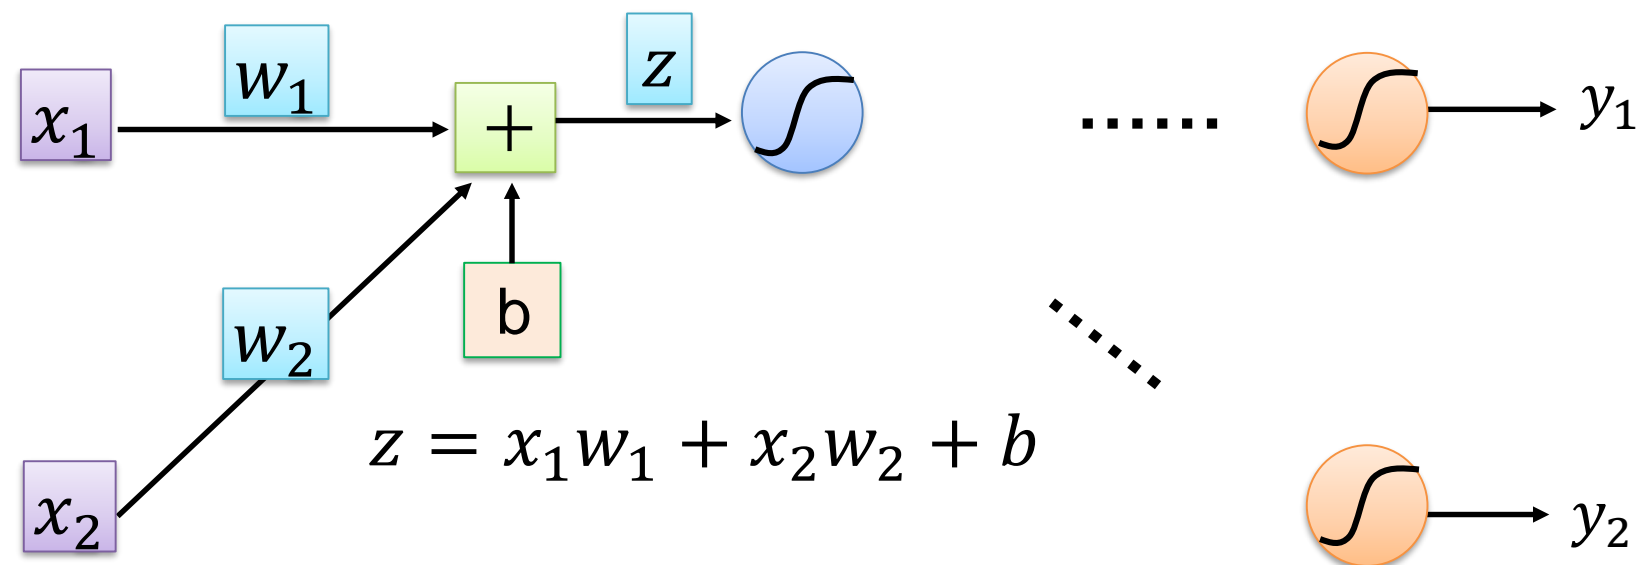 w₁
z
x₁
+
y₁
b
w₂
z = x₁w₁ + x₂w₂ + b
x₂
y₂